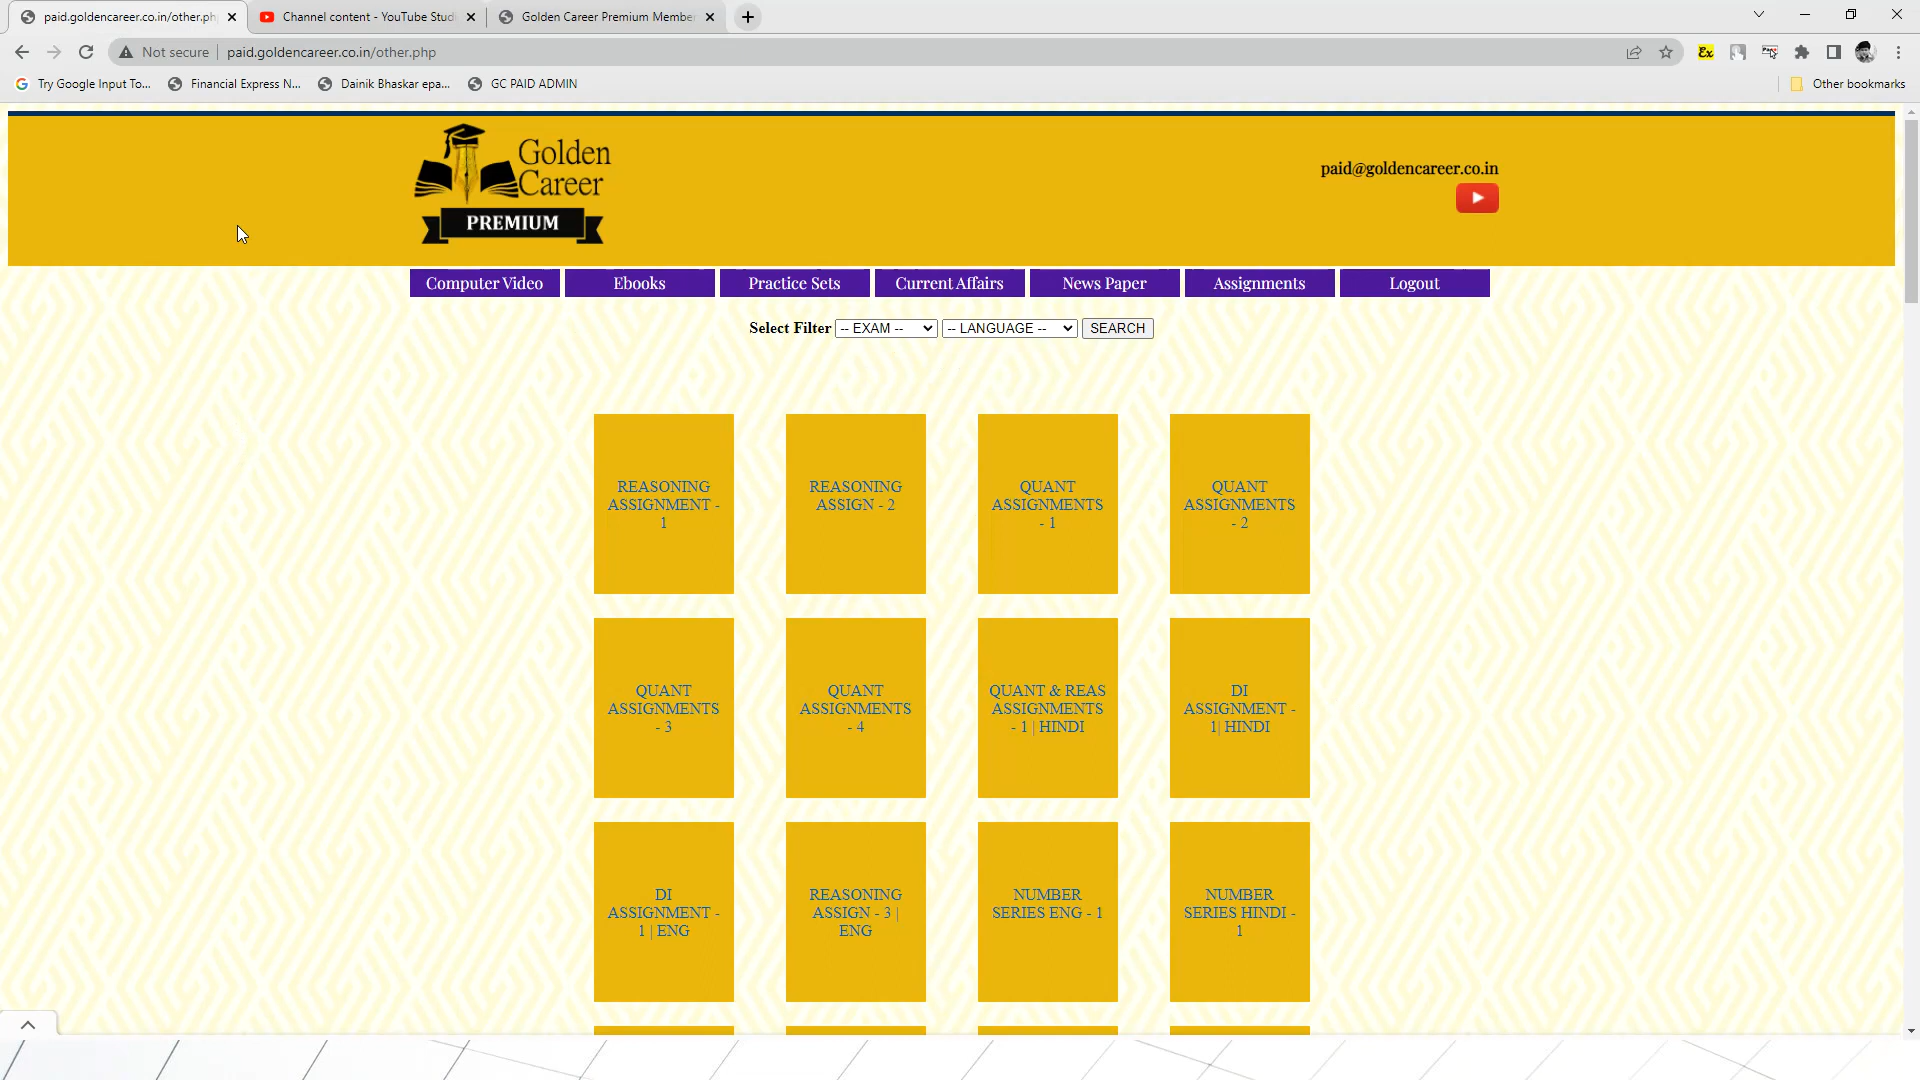 paid.goldencareer.co.in/other.ph
Channel content - YouTube Studi
Golden Career Premium Membe
Not secure
paid.goldencareer.co.in/other.php
Try Google Input To...
Financial Express N...
Dainik Bhaskar epa...
GC PAID ADMIN
Other bookmarks
Golden
Career
PREMIUM
paid@goldencareer.co.in
Computer Video
Ebooks
Practice Sets
Current Affairs
News Paper
Assignments
Logout
Select Filter
-- EXAM --
-- LANGUAGE --
SEARCH
REASONING
ASSIGNMENT -
1
REASONING
ASSIGN - 2
QUANT
ASSIGNMENTS
- 1
QUANT
ASSIGNMENTS
- 2
QUANT
ASSIGNMENTS
- 3
QUANT
ASSIGNMENTS
- 4
QUANT & REAS
ASSIGNMENTS
- 1 | HINDI
DI
ASSIGNMENT -
1| HINDI
DI
ASSIGNMENT -
1 | ENG
REASONING
ASSIGN - 3 |
ENG
NUMBER
SERIES ENG - 1
NUMBER
SERIES HINDI -
1